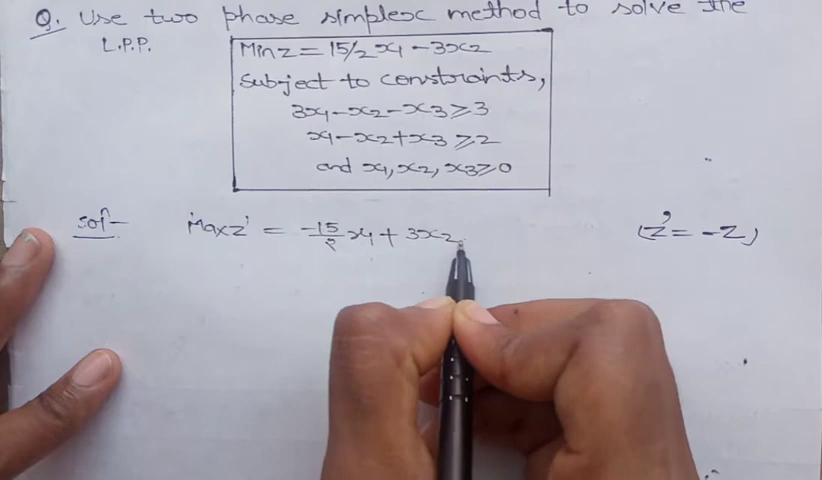 Q. Use two phase simplex method to solve the
L.P.P.
Min z = 15/2 x1 - 3x2
Subject to constraints,
3x1 - x2 - x3 ≥ 3
x1 - x2 + x3 ≥ 2
and x1, x2, x3 ≥ 0
Solⁿ- Max z' = -15/2 x1 + 3x2 (z' = -z)